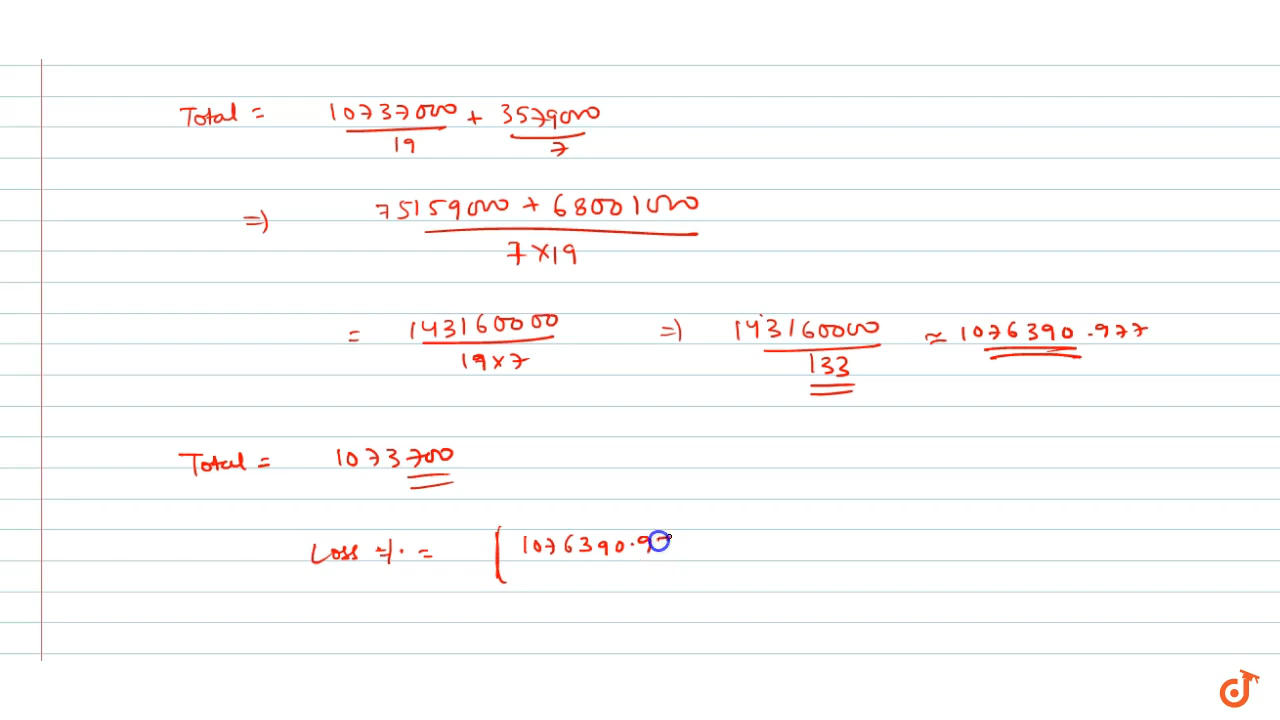 Total = 10737000 + 3579000
19 7
=) 75159000 + 68001000
7 × 19
= 143160000 =) 143160000 ≈ 1076390.977
19 × 7 133
Total = 1073700
Loss %. = [ 1076390.97